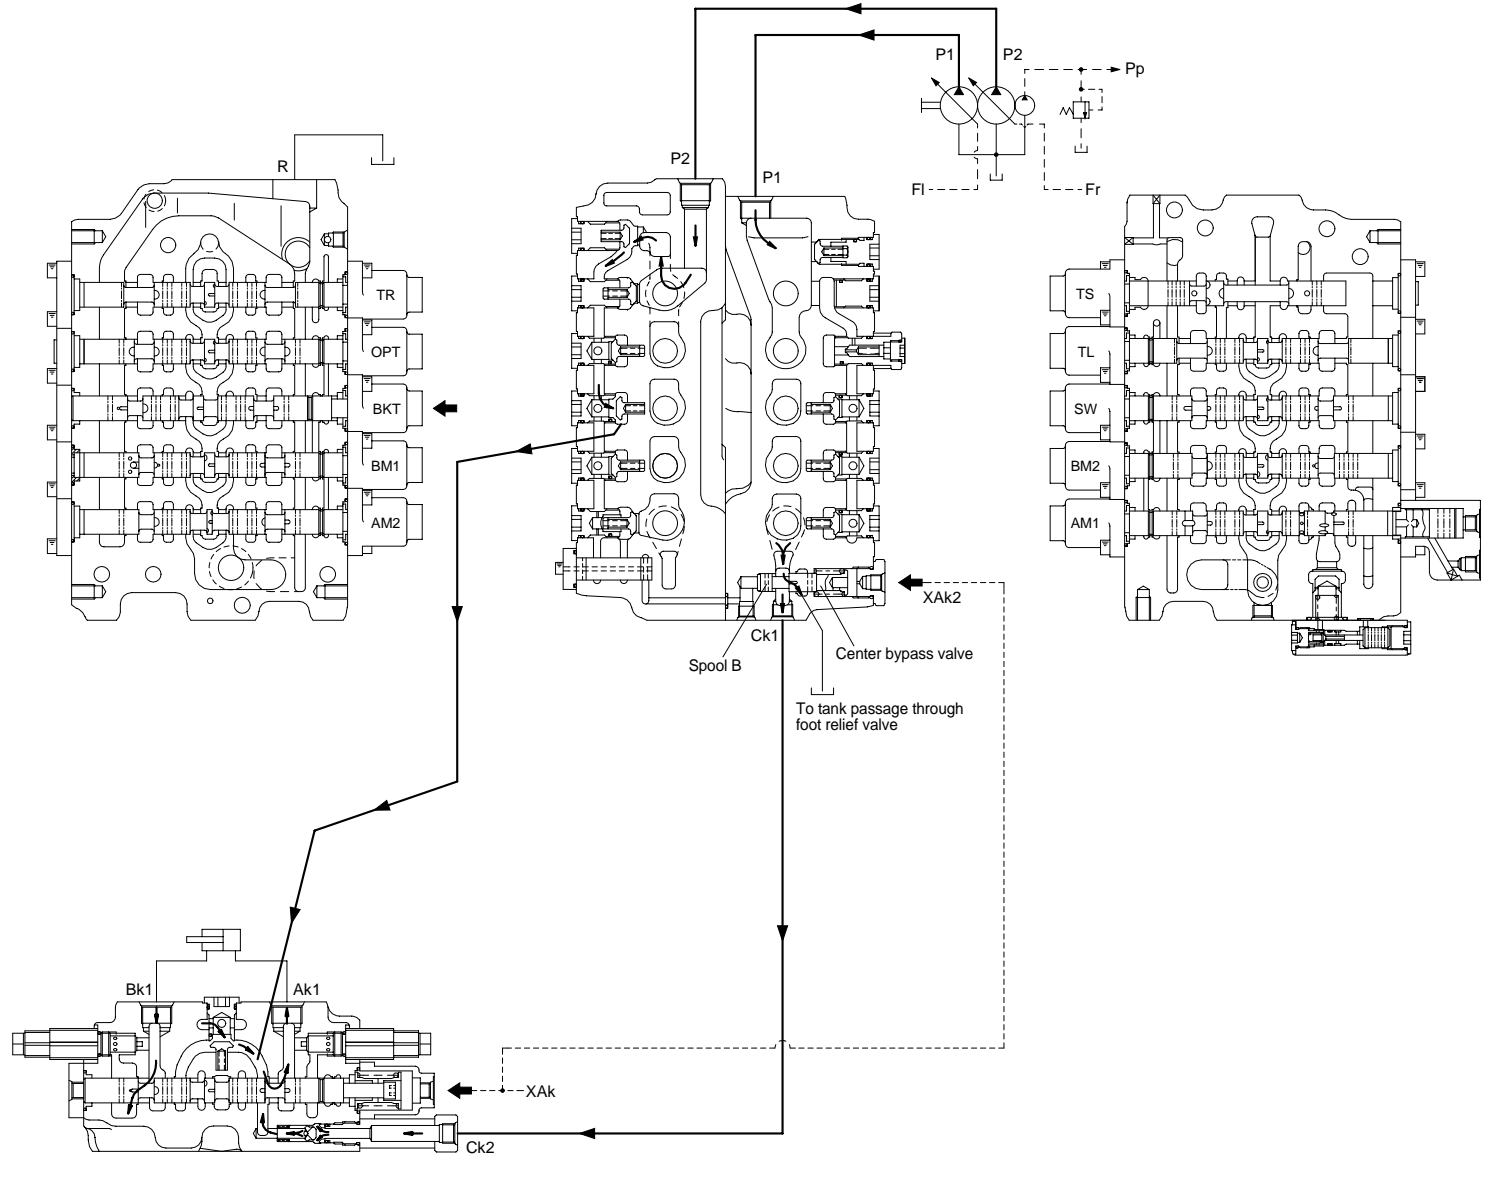 P1
P2
Pp
P2
R
P1
Fl
Fr
TR
TS
OPT
TL
BKT
SW
BM1
BM2
AM2
AM1
XAk2
Ck1
Spool B
Center bypass valve
To tank passage through
foot relief valve
Bk1
Ak1
XAk
Ck2